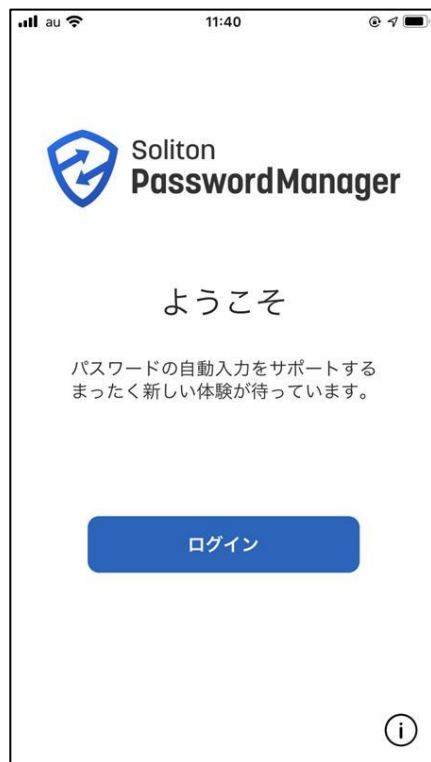 au 11:40
Soliton
PasswordManager
ようこそ
パスワードの自動入力をサポートする
まったく新しい体験が待っています。
ログイン
i